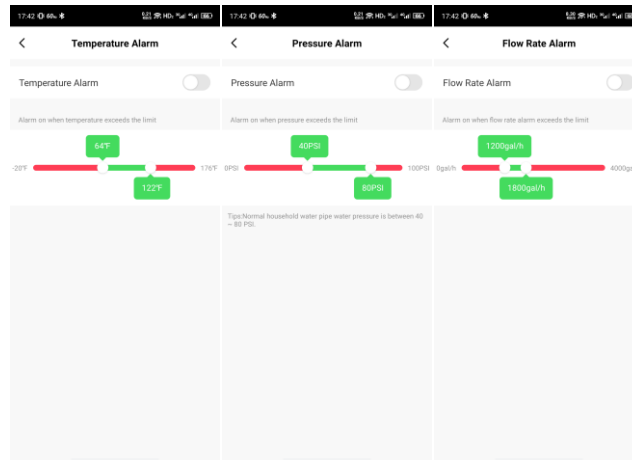 17:42
Temperature Alarm
Temperature Alarm
Alarm on when temperature exceeds the limit
64°F
-20°F
176°F
122°F
17:42
Pressure Alarm
Pressure Alarm
Alarm on when pressure exceeds the limit
40PSI
0PSI
100PSI
80PSI
Tips:Normal household water pipe water pressure is between 40
~ 80 PSI.
17:42
Flow Rate Alarm
Flow Rate Alarm
Alarm on when flow rate alarm exceeds the limit
1200gal/h
0gal/h
1800gal/h